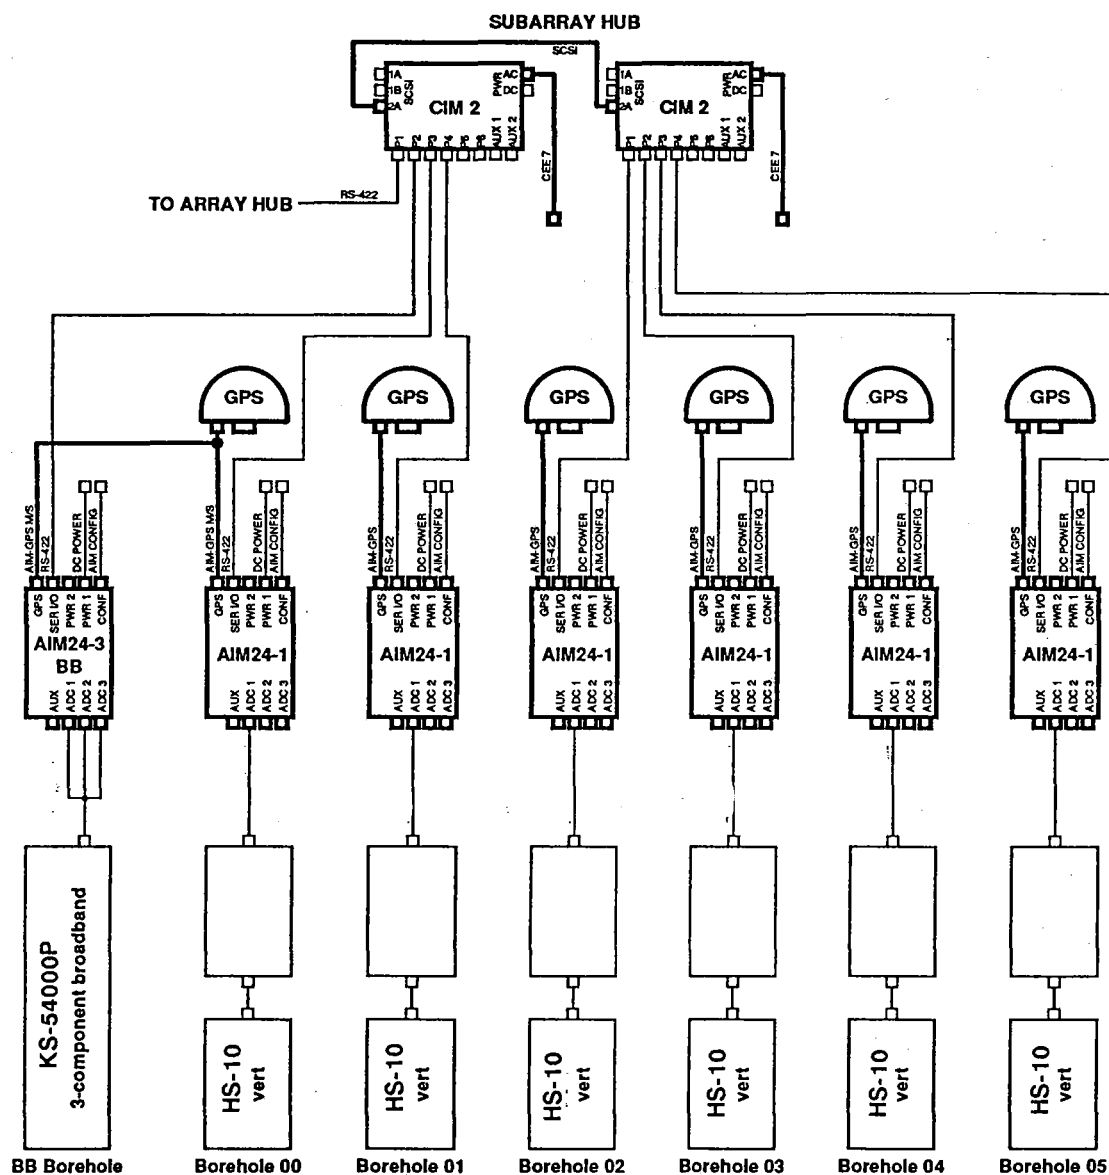 SUBARRAY HUB
SCSI
1A
1B
2A
SCSI
CIM 2
PWR
AC
DC
P1
P2
P3
P4
P5
P6
AUX 1
AUX 2
CEE 7
1A
1B
2A
SCSI
CIM 2
PWR
AC
DC
P1
P2
P3
P4
P5
P6
AUX 1
AUX 2
CEE 7
TO ARRAY HUB
RS-422
GPS
GPS
GPS
GPS
GPS
GPS
AIM-GPS M/S
RS-422
DC POWER
AIM CONFIG
AIM-GPS M/S
RS-422
DC POWER
AIM CONFIG
AIM-GPS
RS-422
DC POWER
AIM CONFIG
AIM-GPS
RS-422
DC POWER
AIM CONFIG
AIM-GPS
RS-422
DC POWER
AIM CONFIG
AIM-GPS
RS-422
DC POWER
AIM CONFIG
AIM-GPS
RS-422
DC POWER
AIM CONFIG
GPS
SER I/O
PWR 2
PWR 1
CONF
AIM24-3
BB
AUX
ADC 1
ADC 2
ADC 3
GPS
SER I/O
PWR 2
PWR 1
CONF
AIM24-1
AUX
ADC 1
ADC 2
ADC 3
GPS
SER I/O
PWR 2
PWR 1
CONF
AIM24-1
AUX
ADC 1
ADC 2
ADC 3
GPS
SER I/O
PWR 2
PWR 1
CONF
AIM24-1
AUX
ADC 1
ADC 2
ADC 3
GPS
SER I/O
PWR 2
PWR 1
CONF
AIM24-1
AUX
ADC 1
ADC 2
ADC 3
GPS
SER I/O
PWR 2
PWR 1
CONF
AIM24-1
AUX
ADC 1
ADC 2
ADC 3
GPS
SER I/O
PWR 2
PWR 1
CONF
AIM24-1
AUX
ADC 1
ADC 2
ADC 3
KS-54000P
3-component broadband
HS-10
vert
HS-10
vert
HS-10
vert
HS-10
vert
HS-10
vert
HS-10
vert
BB Borehole
Borehole 00
Borehole 01
Borehole 02
Borehole 03
Borehole 04
Borehole 05